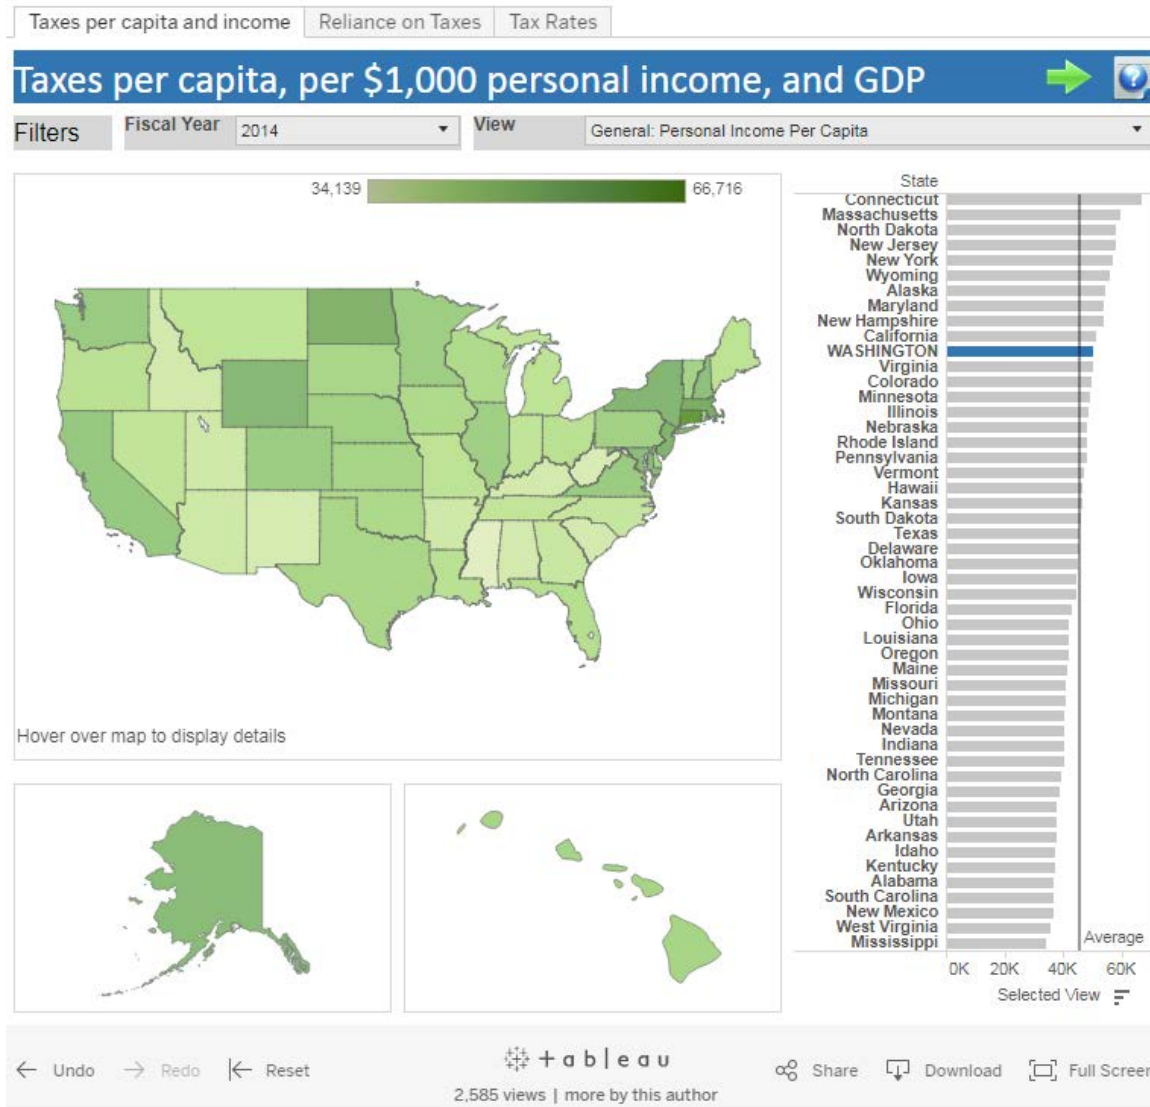 Taxes per capita and income
Reliance on Taxes
Tax Rates
Taxes per capita, per $1,000 personal income, and GDP
?
Filters
Fiscal Year
2014
View
General: Personal Income Per Capita
34,139
66,716
Hover over map to display details
State
Connecticut
Massachusetts
North Dakota
New Jersey
New York
Wyoming
Alaska
Maryland
New Hampshire
California
WASHINGTON
Virginia
Colorado
Minnesota
Illinois
Nebraska
Rhode Island
Pennsylvania
Vermont
Hawaii
Kansas
South Dakota
Texas
Delaware
Oklahoma
Iowa
Wisconsin
Florida
Ohio
Louisiana
Oregon
Maine
Missouri
Michigan
Montana
Nevada
Indiana
Tennessee
North Carolina
Georgia
Arizona
Utah
Arkansas
Idaho
Kentucky
Alabama
South Carolina
New Mexico
West Virginia
Mississippi
Average
0K 20K 40K 60K
Selected View
Undo
Redo
Reset
+ a b | e a u
2,585 views | more by this author
Share
Download
Full Screen